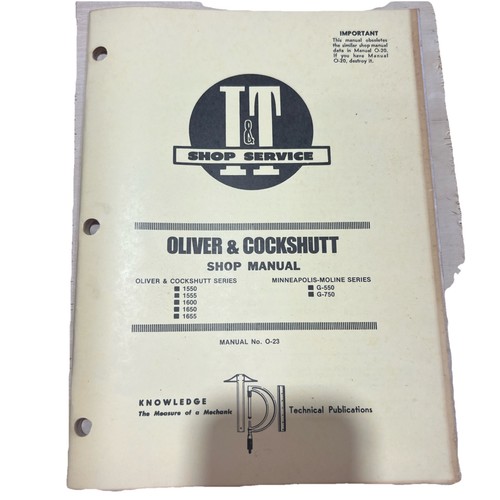 IMPORTANT
This manual obsoletes
the similar shop manual
data in Manual O-20.
If you have Manual
O-20, destroy it.
I&T
SHOP SERVICE
OLIVER & COCKSHUTT
SHOP MANUAL
OLIVER & COCKSHUTT SERIES
1550
1555
1600
1650
1655
MINNEAPOLIS-MOLINE SERIES
G-550
G-750
MANUAL No. O-23
KNOWLEDGE
The Measure of a Mechanic
TPI
Technical Publications